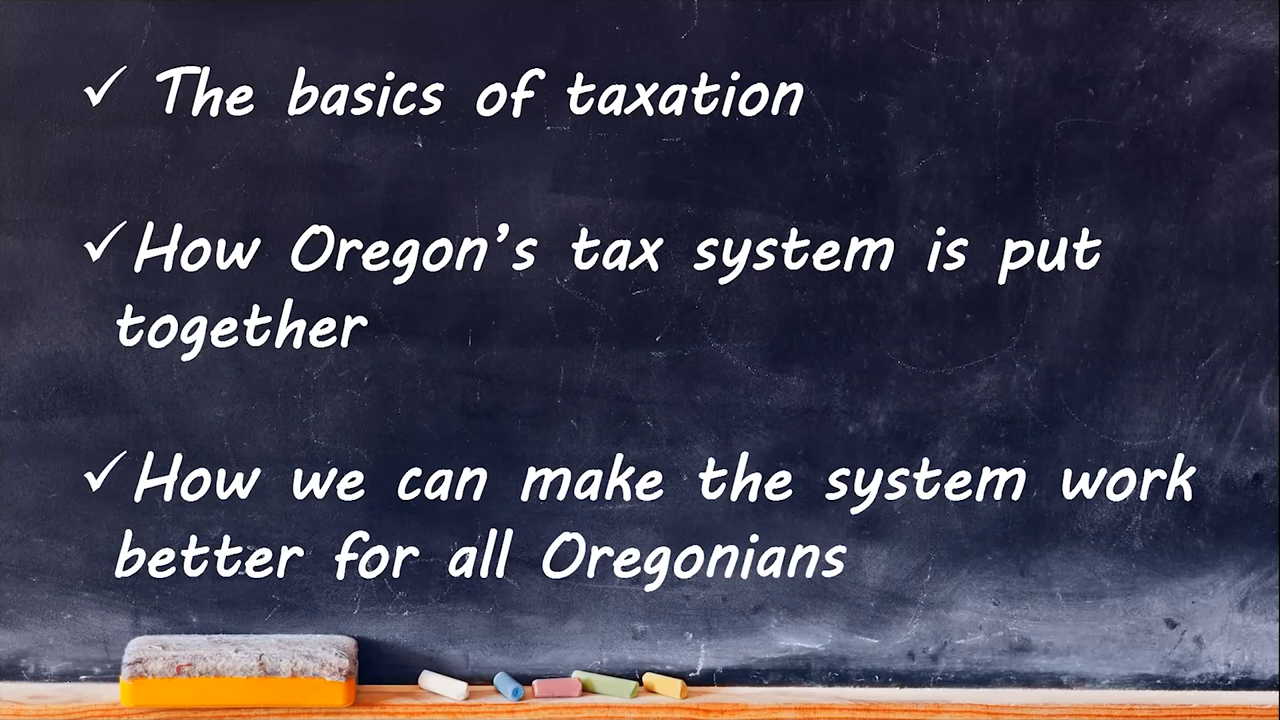 ✓ The basics of taxation
✓ How Oregon’s tax system is put
together
✓ How we can make the system work
better for all Oregonians